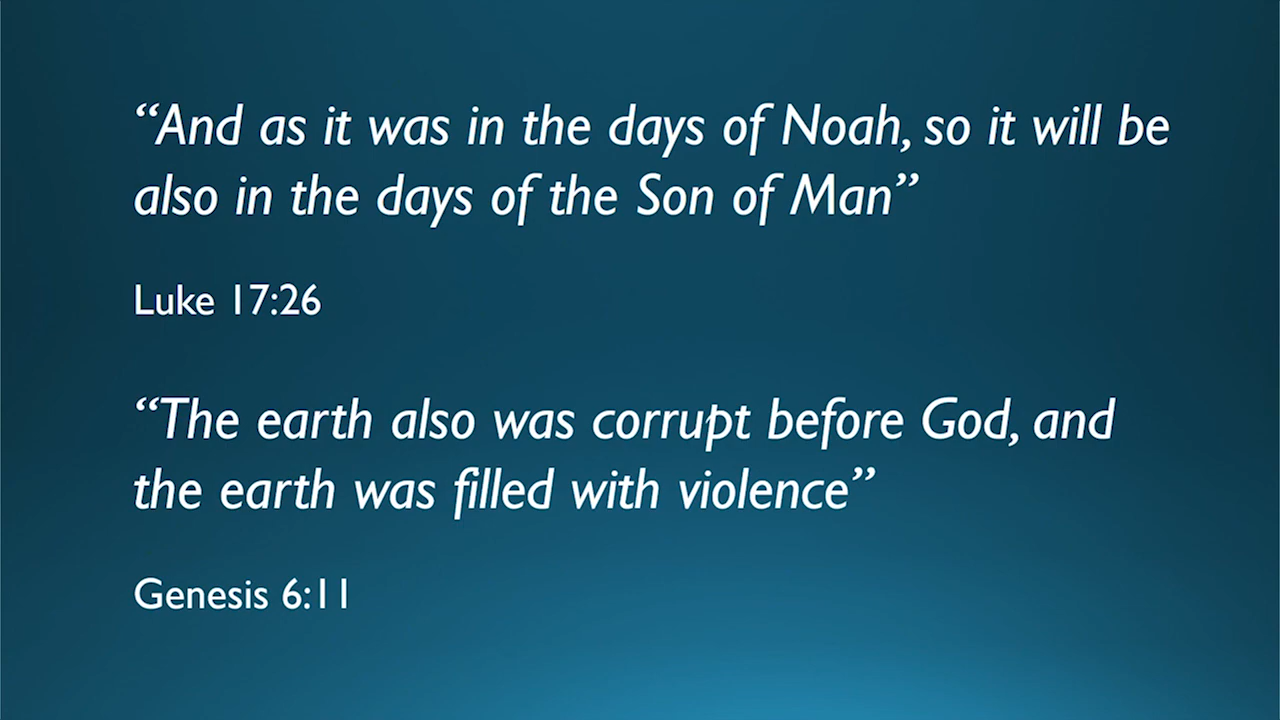 “And as it was in the days of Noah, so it will be
also in the days of the Son of Man”
Luke 17:26
“The earth also was corrupt before God, and
the earth was filled with violence”
Genesis 6:11